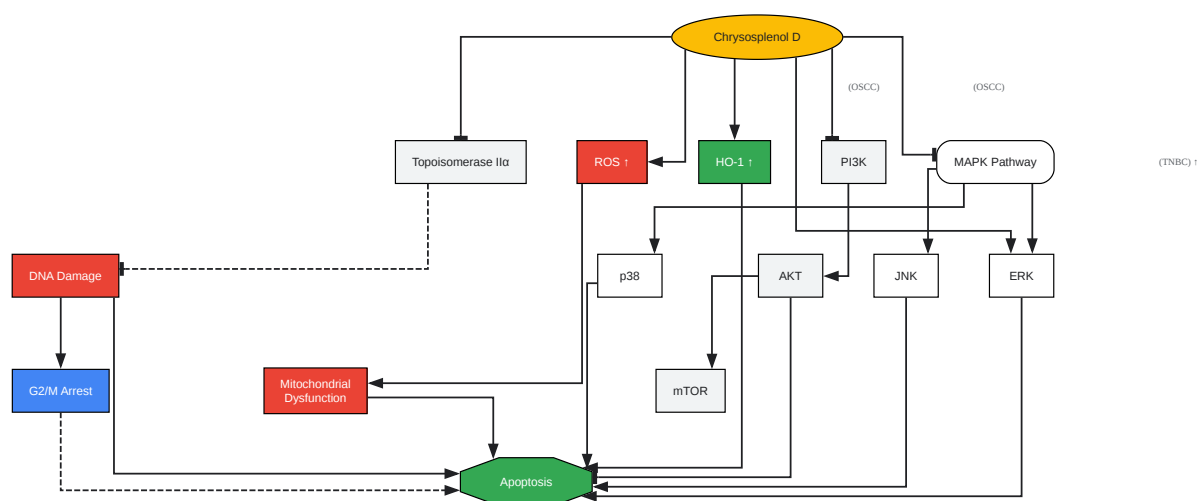 Chrysosplenol D
(OSCC)
(OSCC)
Topoisomerase IIα
ROS ↑
HO-1 ↑
PI3K
MAPK Pathway
(TNBC) ↑
DNA Damage
p38
AKT
JNK
ERK
G2/M Arrest
Mitochondrial
Dysfunction
mTOR
Apoptosis